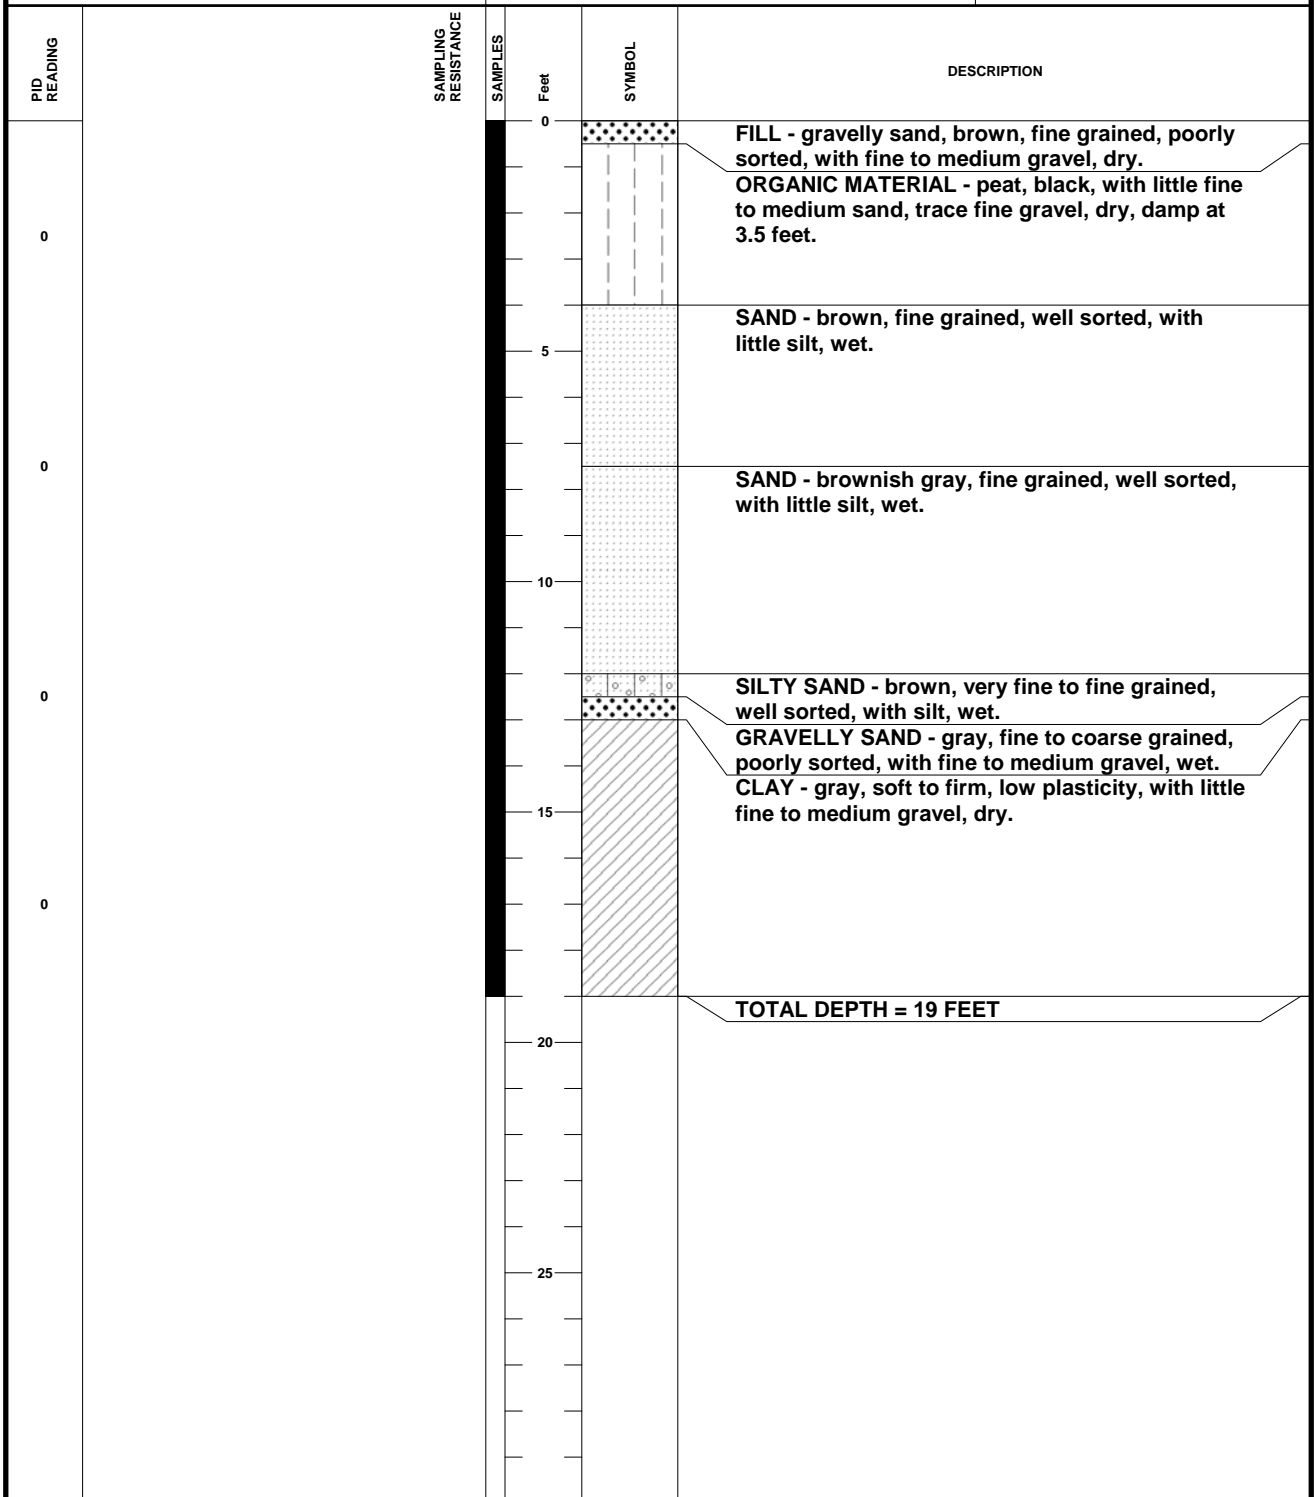 PID
READING
SAMPLING
RESISTANCE
SAMPLES
Feet
SYMBOL
DESCRIPTION
0
FILL - gravelly sand, brown, fine grained, poorly
sorted, with fine to medium gravel, dry.
ORGANIC MATERIAL - peat, black, with little fine
to medium sand, trace fine gravel, dry, damp at
3.5 feet.
0
SAND - brown, fine grained, well sorted, with
little silt, wet.
5
0
SAND - brownish gray, fine grained, well sorted,
with little silt, wet.
10
0
SILTY SAND - brown, very fine to fine grained,
well sorted, with silt, wet.
GRAVELLY SAND - gray, fine to coarse grained,
poorly sorted, with fine to medium gravel, wet.
CLAY - gray, soft to firm, low plasticity, with little
fine to medium gravel, dry.
15
0
TOTAL DEPTH = 19 FEET
20
25